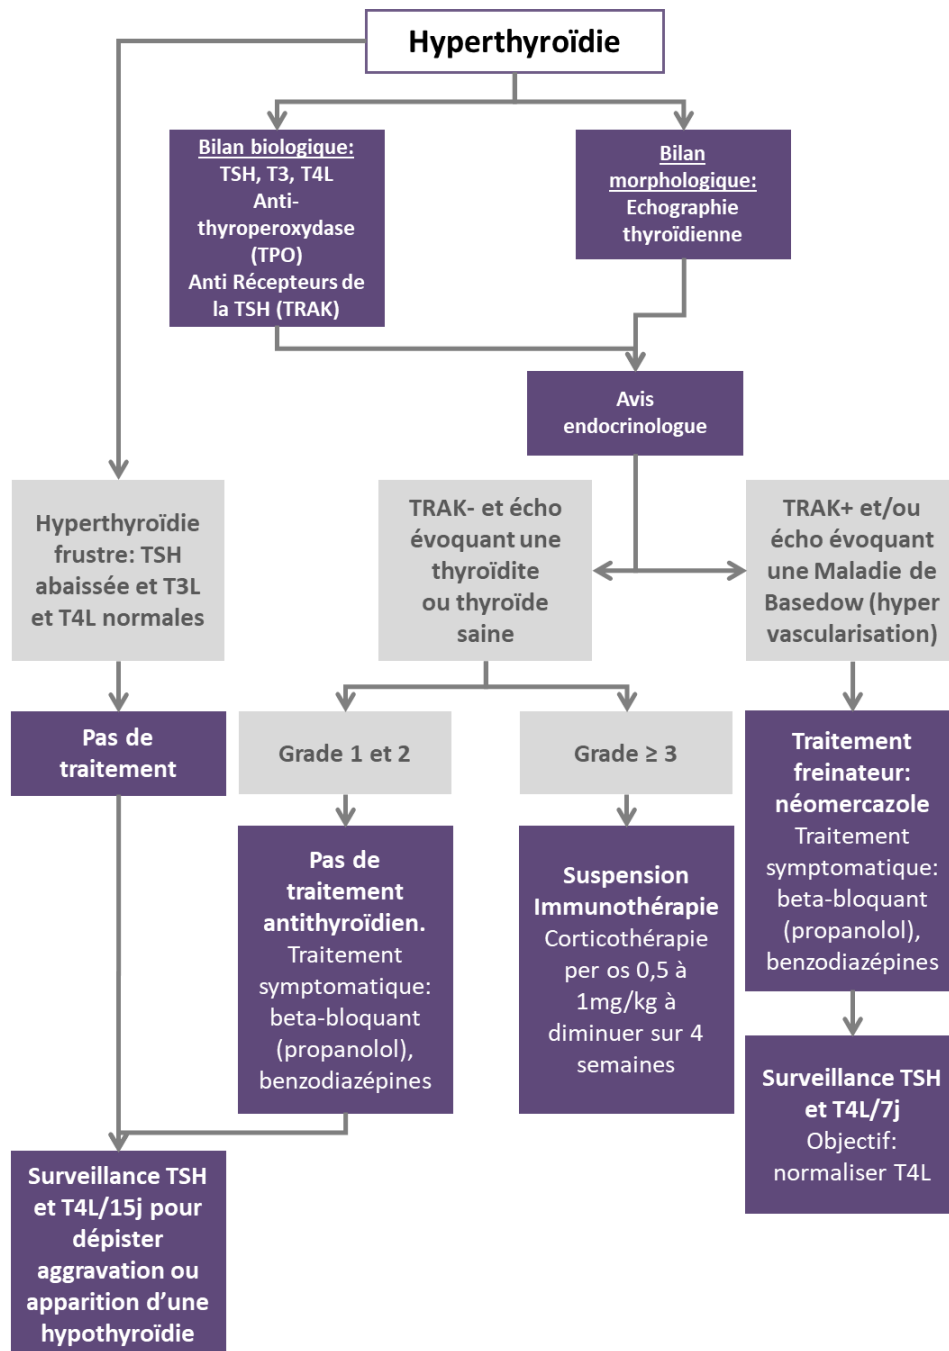 Hyperthyroïdie
Bilan biologique:
TSH, T3, T4L
Anti-
thyroperoxydase
(TPO)
Anti Récepteurs de
la TSH (TRAK)
Bilan
morphologique:
Echographie
thyroïdienne
Avis
endocrinologue
Hyperthyroïdie
frustre: TSH
abaissée et T3L
et T4L normales
TRAK- et écho
évoquant une
thyroïdite
ou thyroïde
saine
TRAK+ et/ou
écho évoquant
une Maladie de
Basedow (hyper
vascularisation)
Pas de
traitement
Grade 1 et 2
Grade ≥ 3
Traitement
freinateur:
néomercazole
Traitement
symptomatique:
beta-bloquant
(propanolol),
benzodiazépines
Pas de
traitement
antithyroïdien.
Traitement
symptomatique:
beta-bloquant
(propanolol),
benzodiazépines
Suspension
Immunothérapie
Corticothérapie
per os 0,5 à
1mg/kg à
diminuer sur 4
semaines
Surveillance TSH
et T4L/7j
Objectif:
normaliser T4L
Surveillance TSH
et T4L/15j pour
dépister
aggravation ou
apparition d’une
hypothyroïdie